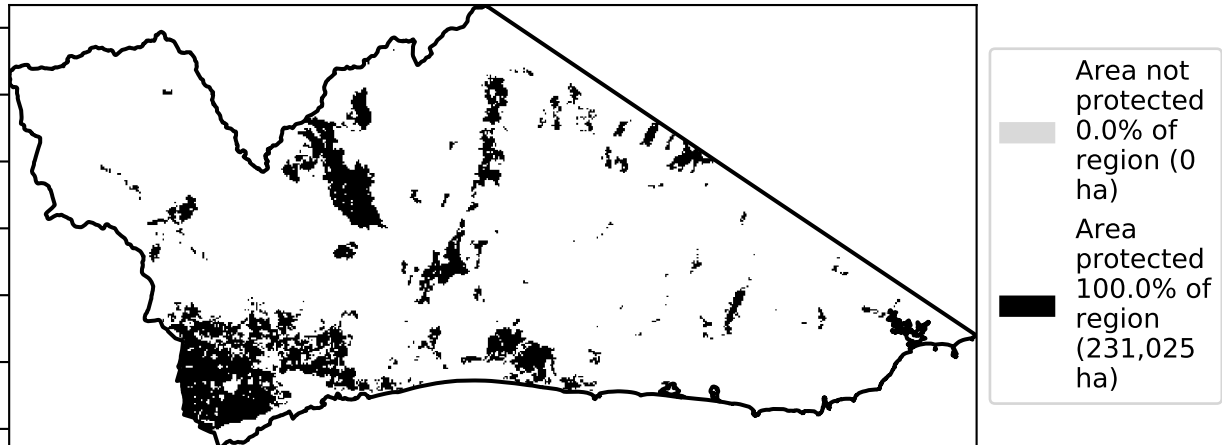 Area not
protected
0.0% of
region (0
ha)
Area
protected
100.0% of
region
(231,025
ha)